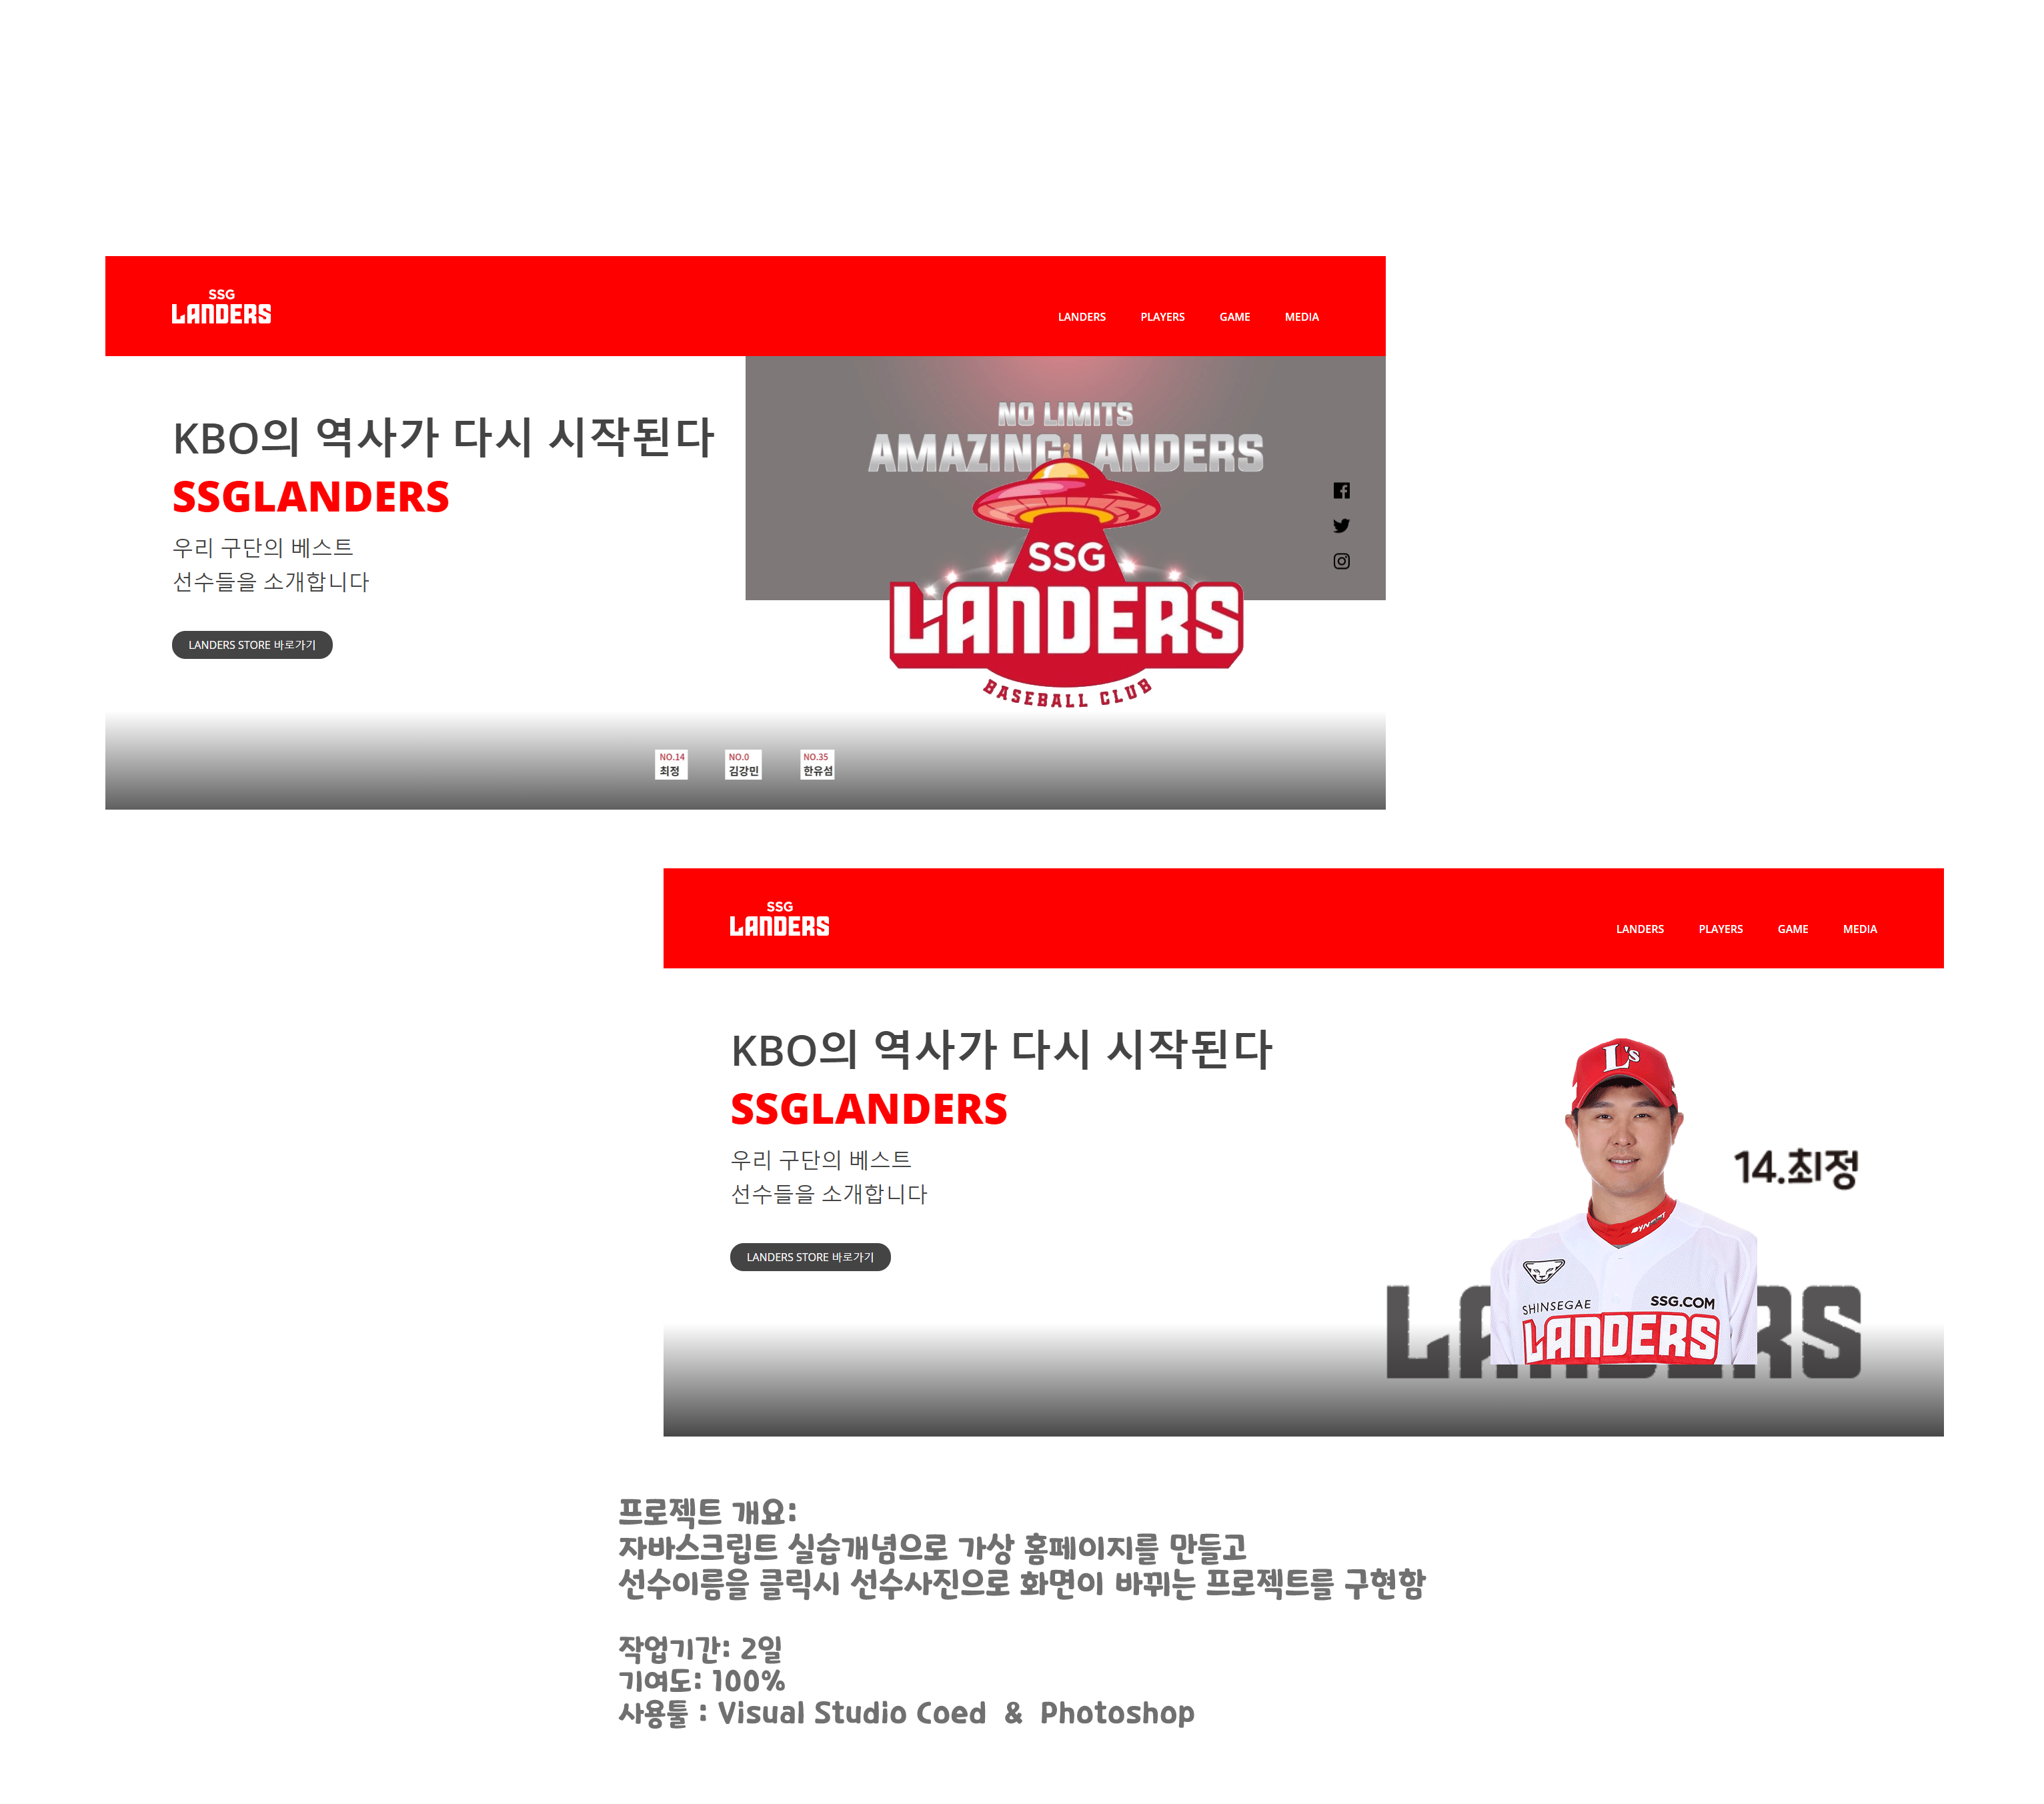 SSG
LANDERS
LANDERS PLAYERS GAME MEDIA
KBO의 역사가 다시 시작된다
SSGLANDERS
우리 구단의 베스트
선수들을 소개합니다
LANDERS STORE 바로가기
NO LIMITS
AMAZING LANDERS
SSG
LANDERS
BASEBALL CLUB
NO.14 NO.0 NO.35
최정 김강민 한유섬
SSG
LANDERS
LANDERS PLAYERS GAME MEDIA
KBO의 역사가 다시 시작된다
SSGLANDERS
우리 구단의 베스트
선수들을 소개합니다
LANDERS STORE 바로가기
L's
14.최정
SHINSEGAE SSG.COM
LANDERS
LANDERS
프로젝트 개요:
자바스크립트 실습개념으로 가상 홈페이지를 만들고
선수이름을 클릭시 선수사진으로 화면이 바뀌는 프로젝트를 구현함
작업기간: 2일
기여도: 100%
사용툴 : Visual Studio Coed & Photoshop